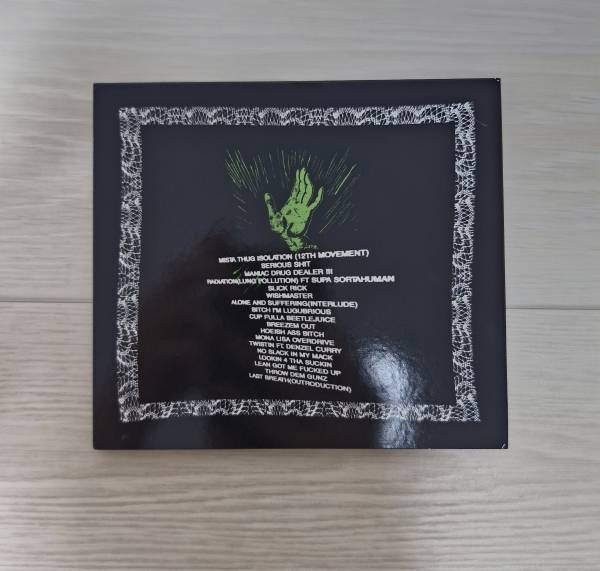 MISTA THUG ISOLATION (12TH MOVEMENT)
SERIOUS SHIT
MANIAC DRUG DEALER III
RADIATION(LUNG POLLUTION) FT SUPA SORTAHUMAN
SLICK RICK
WISHMASTER
ALONE AND SUFFERING(INTERLUDE)
BITCH I'M LUGUBRIOUS
CUP FULLA BEETLEJUICE
BREEZEM OUT
HOEISH ASS BITCH
MONA LISA OVERDRIVE
TWISTIN FT. DENZEL CURRY
NO SLACK IN MY MACK
LOOKIN 4 THA SUCKIN
LEAN GOT ME FUCKED UP
THROW DEM GUNZ
LAST BREATH(OUTRODUCTION)